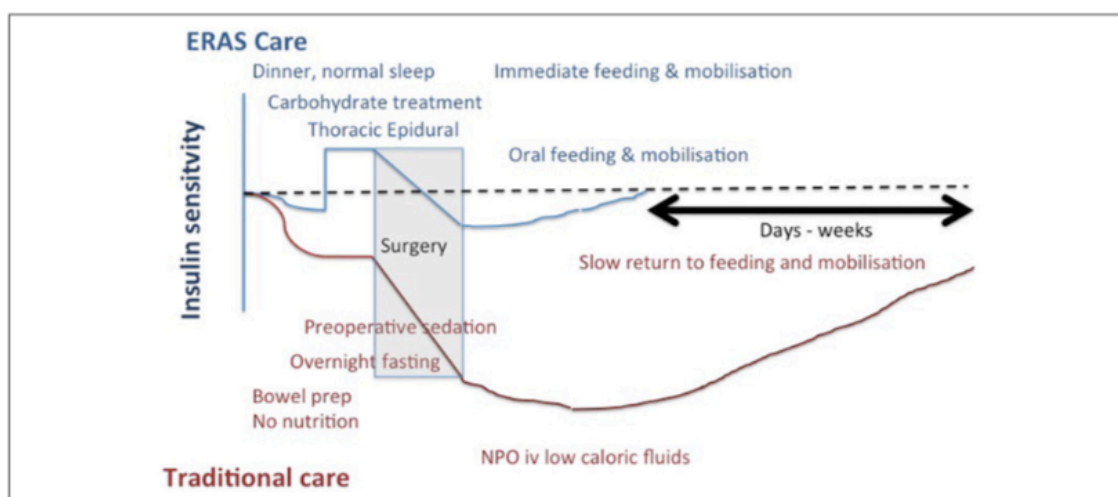 ERAS Care
Dinner, normal sleep
Immediate feeding & mobilisation
Carbohydrate treatment
Thoracic Epidural
Oral feeding & mobilisation
Insulin sensitvty
Days - weeks
Surgery
Slow return to feeding and mobilisation
Preoperative sedation
Overnight fasting
Bowel prep
No nutrition
NPO iv low caloric fluids
Traditional care